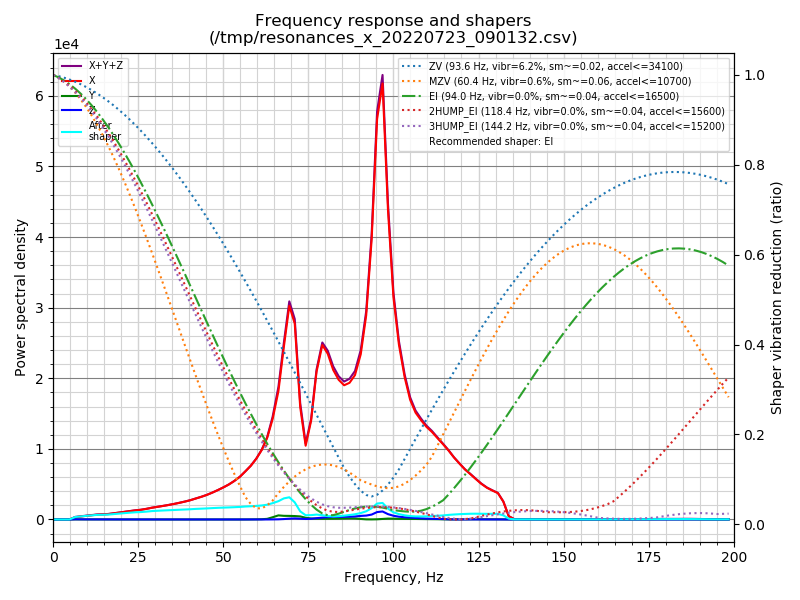 Frequency response and shapers
(/tmp/resonances_x_20220723_090132.csv)
1e4
X+Y+Z
X
Y
After
shaper
ZV (93.6 Hz, vibr=6.2%, sm~=0.02, accel<=34100)
MZV (60.4 Hz, vibr=0.6%, sm~=0.06, accel<=10700)
EI (94.0 Hz, vibr=0.0%, sm~=0.04, accel<=16500)
2HUMP_EI (118.4 Hz, vibr=0.0%, sm~=0.04, accel<=15600)
3HUMP_EI (144.2 Hz, vibr=0.0%, sm~=0.04, accel<=15200)
Recommended shaper: EI
6
5
4
3
2
1
0
Power spectral density
1.0
0.8
0.6
0.4
0.2
0.0
Shaper vibration reduction (ratio)
0 25 50 75 100 125 150 175 200
Frequency, Hz